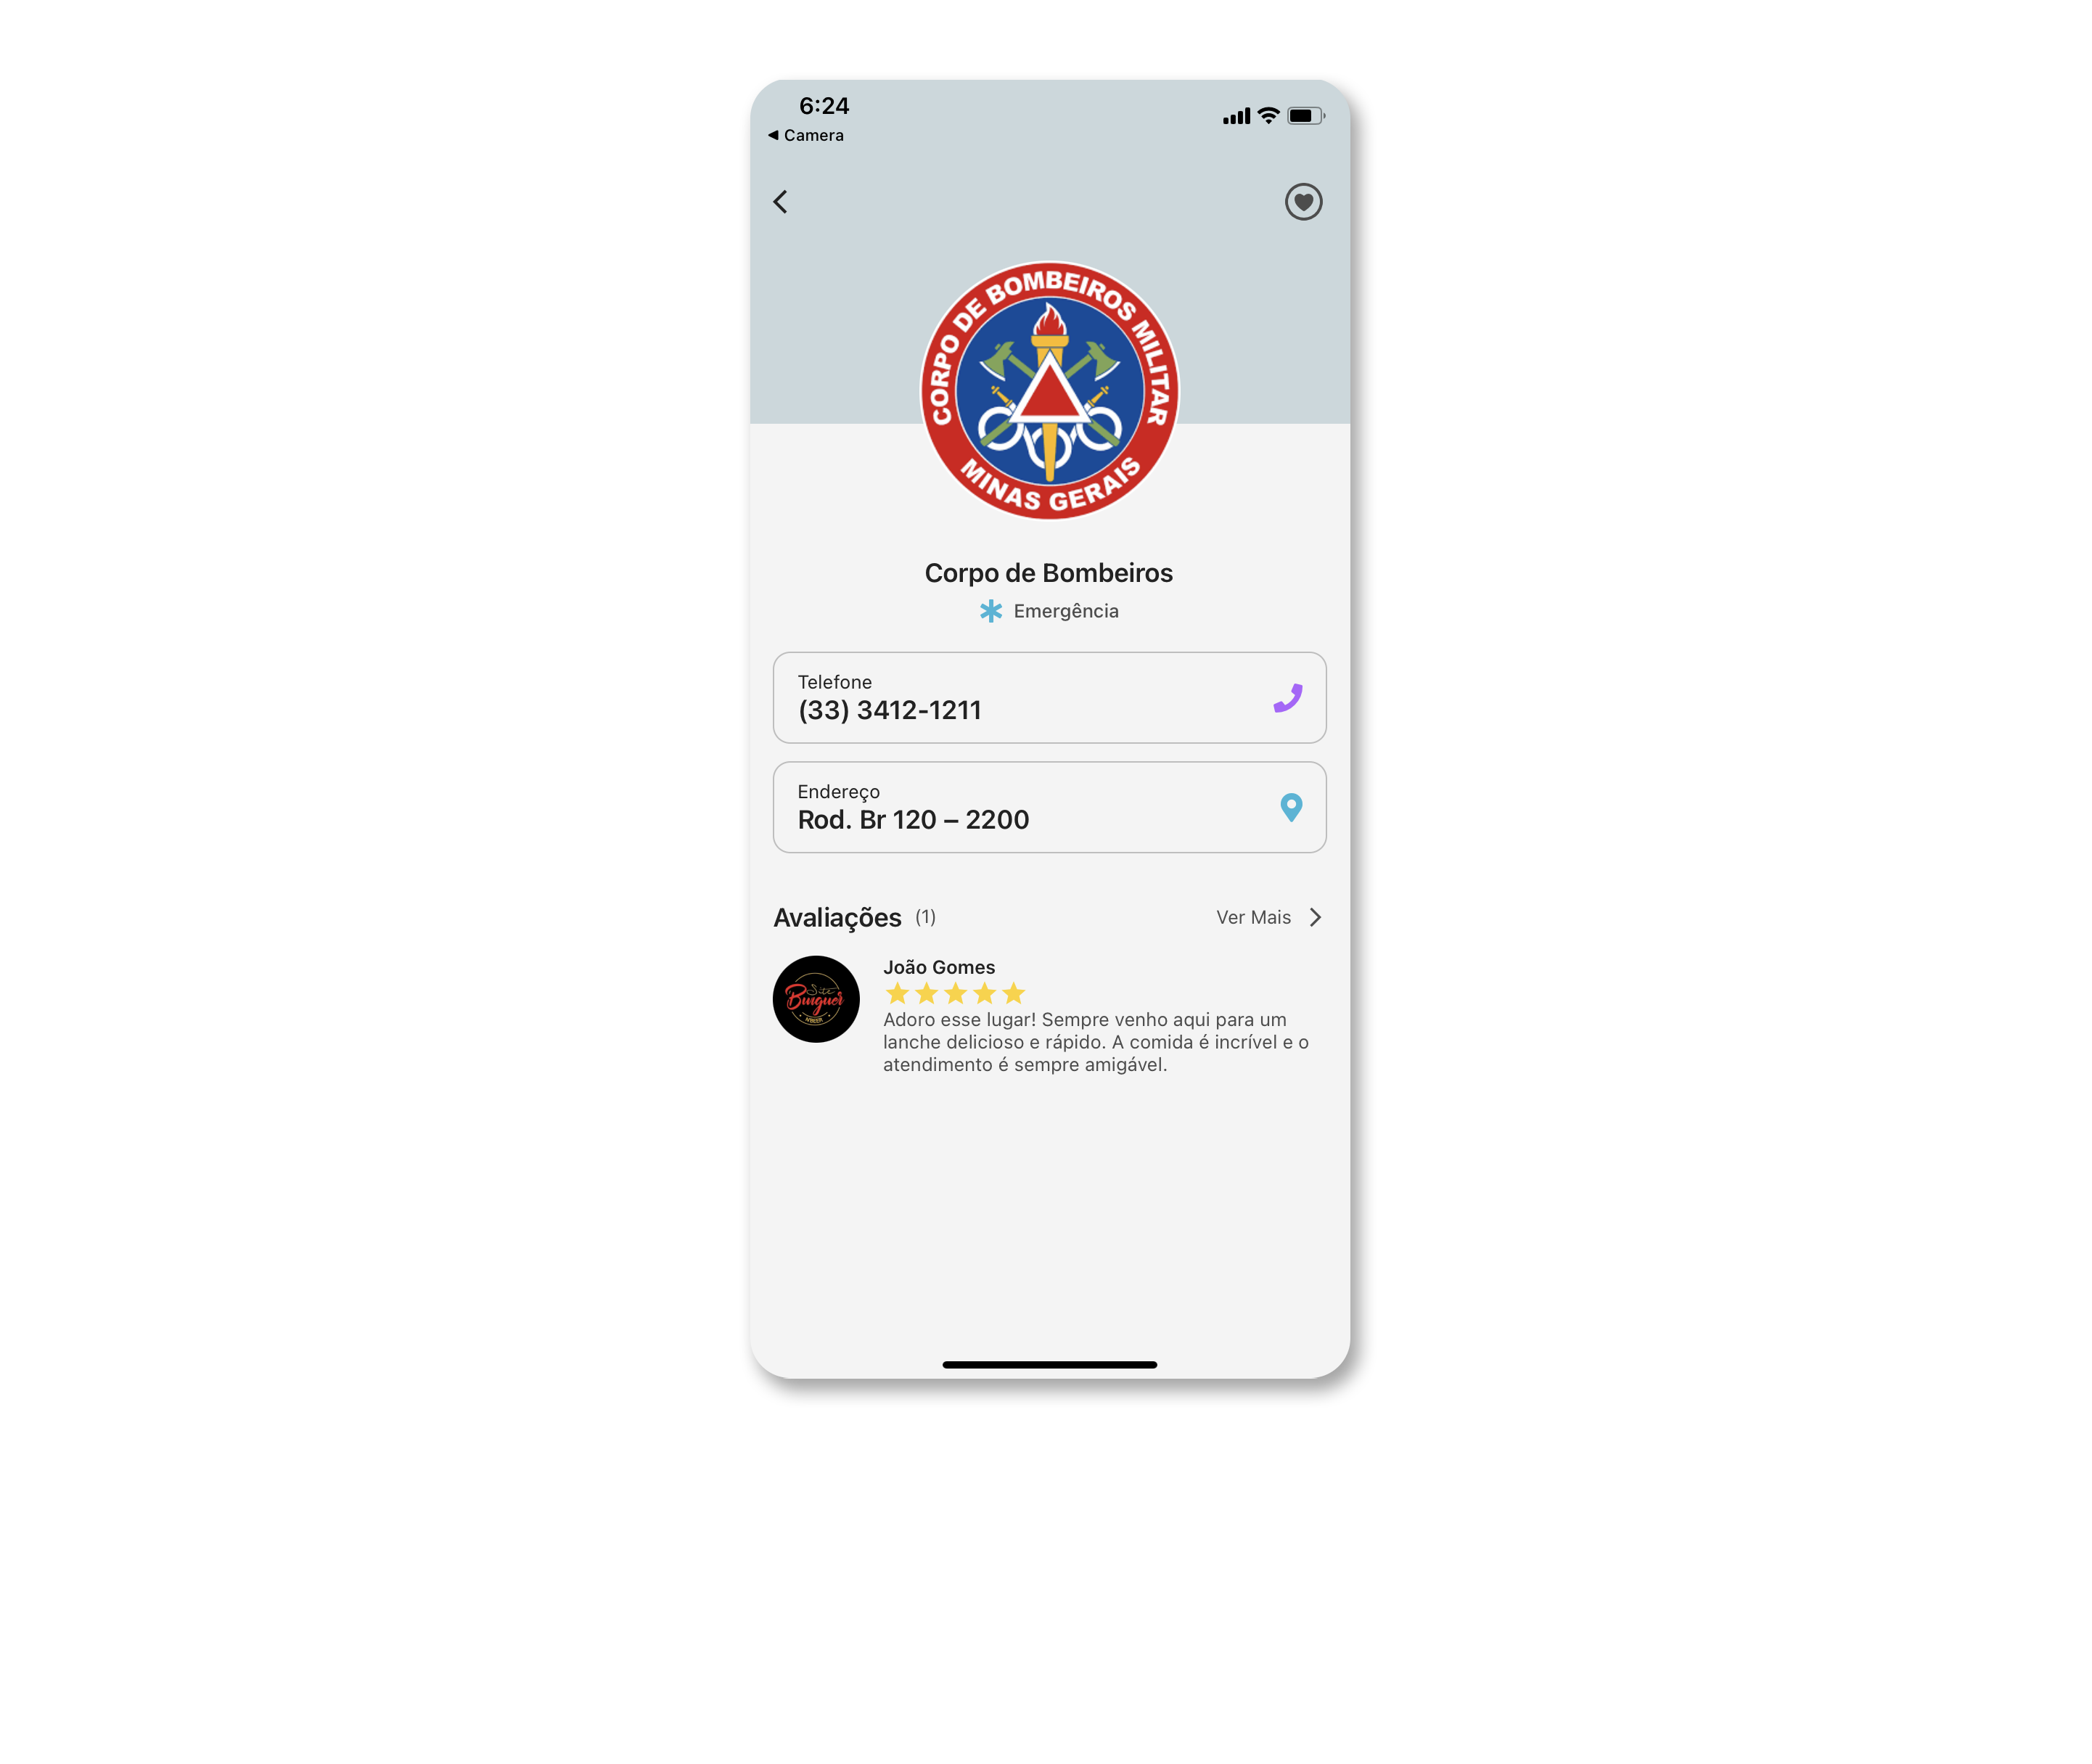 6:24
◀ Camera
CORPO DE BOMBEIROS MILITAR
MINAS GERAIS
Corpo de Bombeiros
Emergência
Telefone
(33) 3412-1211
Endereço
Rod. Br 120 – 2200
Avaliações (1)
Ver Mais
Site
Burguer
João Gomes
Adoro esse lugar! Sempre venho aqui para um
lanche delicioso e rápido. A comida é incrível e o
atendimento é sempre amigável.